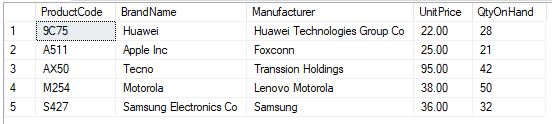 ProductCode BrandName Manufacturer UnitPrice QtyOnHand
1 9C75 Huawei Huawei Technologies Group Co 22.00 28
2 A511 Apple Inc Foxconn 25.00 21
3 AX50 Tecno Transsion Holdings 95.00 42
4 M254 Motorola Lenovo Motorola 38.00 50
5 S427 Samsung Electronics Co Samsung 36.00 32